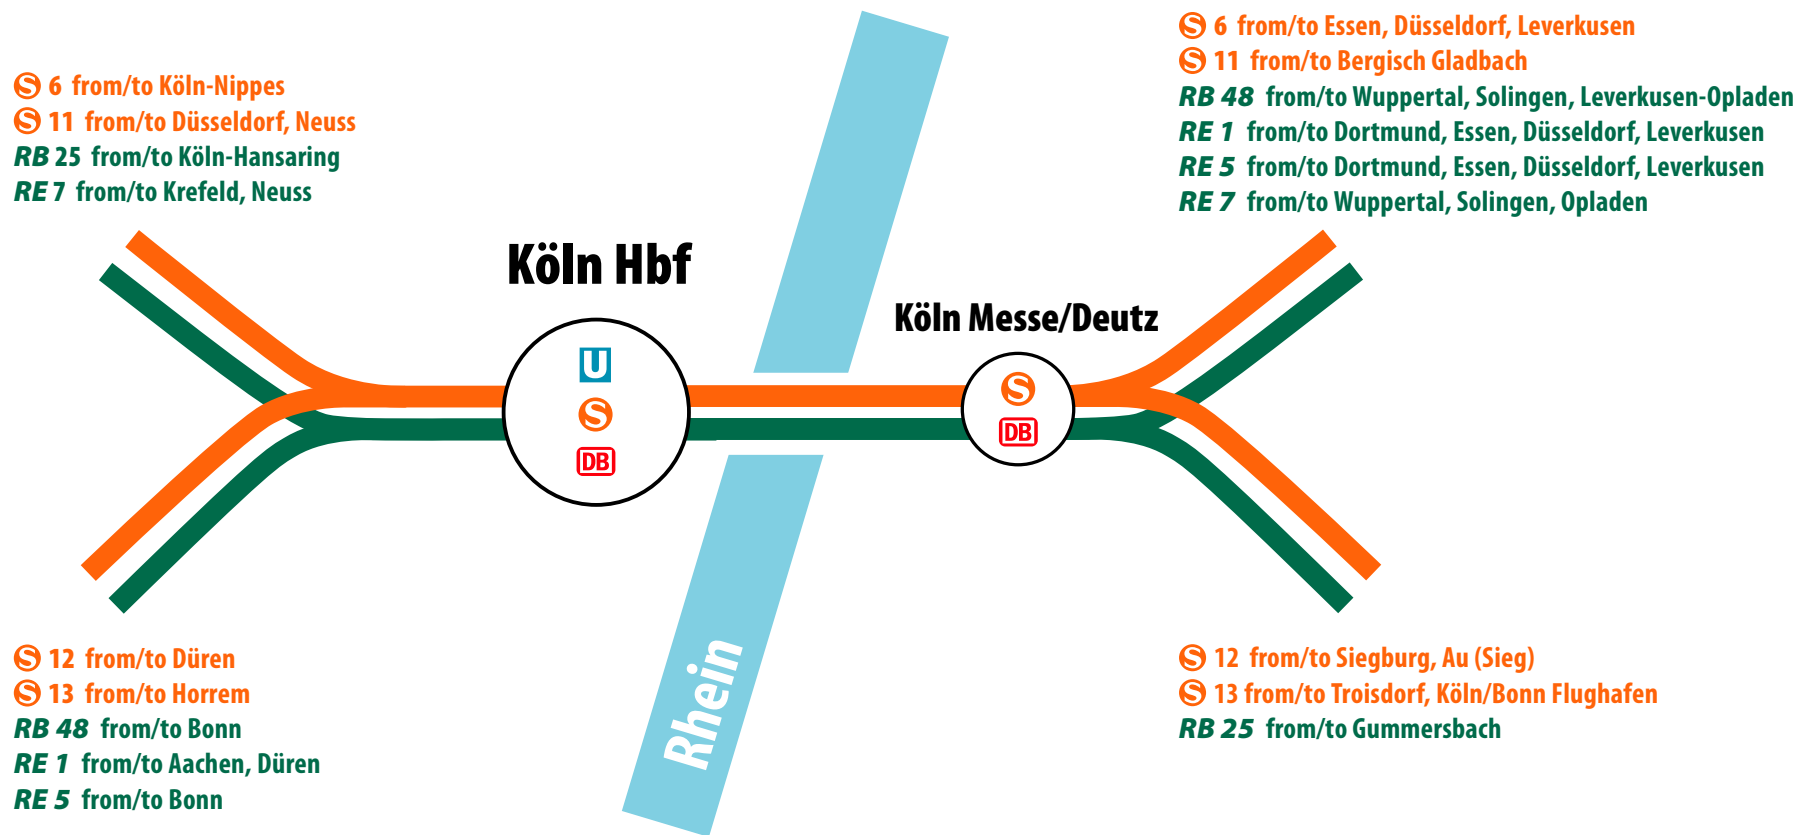 S 6 from/to Köln-Nippes
S 11 from/to Düsseldorf, Neuss
RB 25 from/to Köln-Hansaring
RE 7 from/to Krefeld, Neuss
S 6 from/to Essen, Düsseldorf, Leverkusen
S 11 from/to Bergisch Gladbach
RB 48 from/to Wuppertal, Solingen, Leverkusen-Opladen
RE 1 from/to Dortmund, Essen, Düsseldorf, Leverkusen
RE 5 from/to Dortmund, Essen, Düsseldorf, Leverkusen
RE 7 from/to Wuppertal, Solingen, Opladen
Köln Hbf
U
S
DB
Köln Messe/Deutz
S
DB
Rhein
S 12 from/to Düren
S 13 from/to Horrem
RB 48 from/to Bonn
RE 1 from/to Aachen, Düren
RE 5 from/to Bonn
S 12 from/to Siegburg, Au (Sieg)
S 13 from/to Troisdorf, Köln/Bonn Flughafen
RB 25 from/to Gummersbach